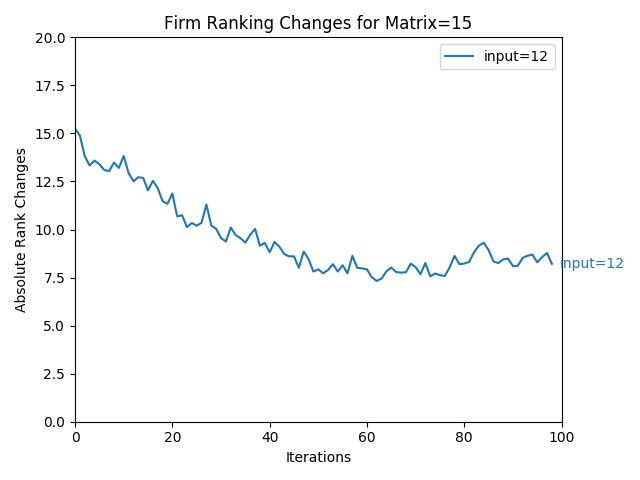 Firm Ranking Changes for Matrix=15
20.0
17.5
15.0
12.5
10.0
7.5
5.0
2.5
0.0
Absolute Rank Changes
input=12
input=12
0 20 40 60 80 100
Iterations